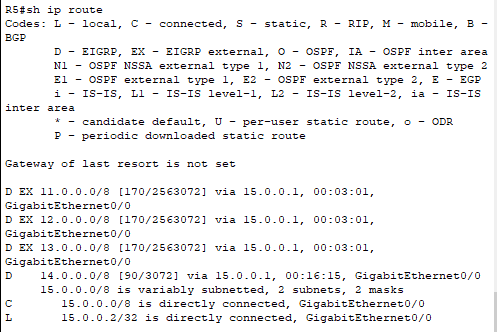 R5#sh ip route
Codes: L - local, C - connected, S - static, R - RIP, M - mobile, B -
BGP
D - EIGRP, EX - EIGRP external, O - OSPF, IA - OSPF inter area
N1 - OSPF NSSA external type 1, N2 - OSPF NSSA external type 2
E1 - OSPF external type 1, E2 - OSPF external type 2, E - EGP
i - IS-IS, L1 - IS-IS level-1, L2 - IS-IS level-2, ia - IS-IS
inter area
* - candidate default, U - per-user static route, o - ODR
P - periodic downloaded static route
Gateway of last resort is not set
D EX 11.0.0.0/8 [170/2563072] via 15.0.0.1, 00:03:01,
GigabitEthernet0/0
D EX 12.0.0.0/8 [170/2563072] via 15.0.0.1, 00:03:01,
GigabitEthernet0/0
D EX 13.0.0.0/8 [170/2563072] via 15.0.0.1, 00:03:01,
GigabitEthernet0/0
D 14.0.0.0/8 [90/3072] via 15.0.0.1, 00:16:15, GigabitEthernet0/0
15.0.0.0/8 is variably subnetted, 2 subnets, 2 masks
C 15.0.0.0/8 is directly connected, GigabitEthernet0/0
L 15.0.0.2/32 is directly connected, GigabitEthernet0/0